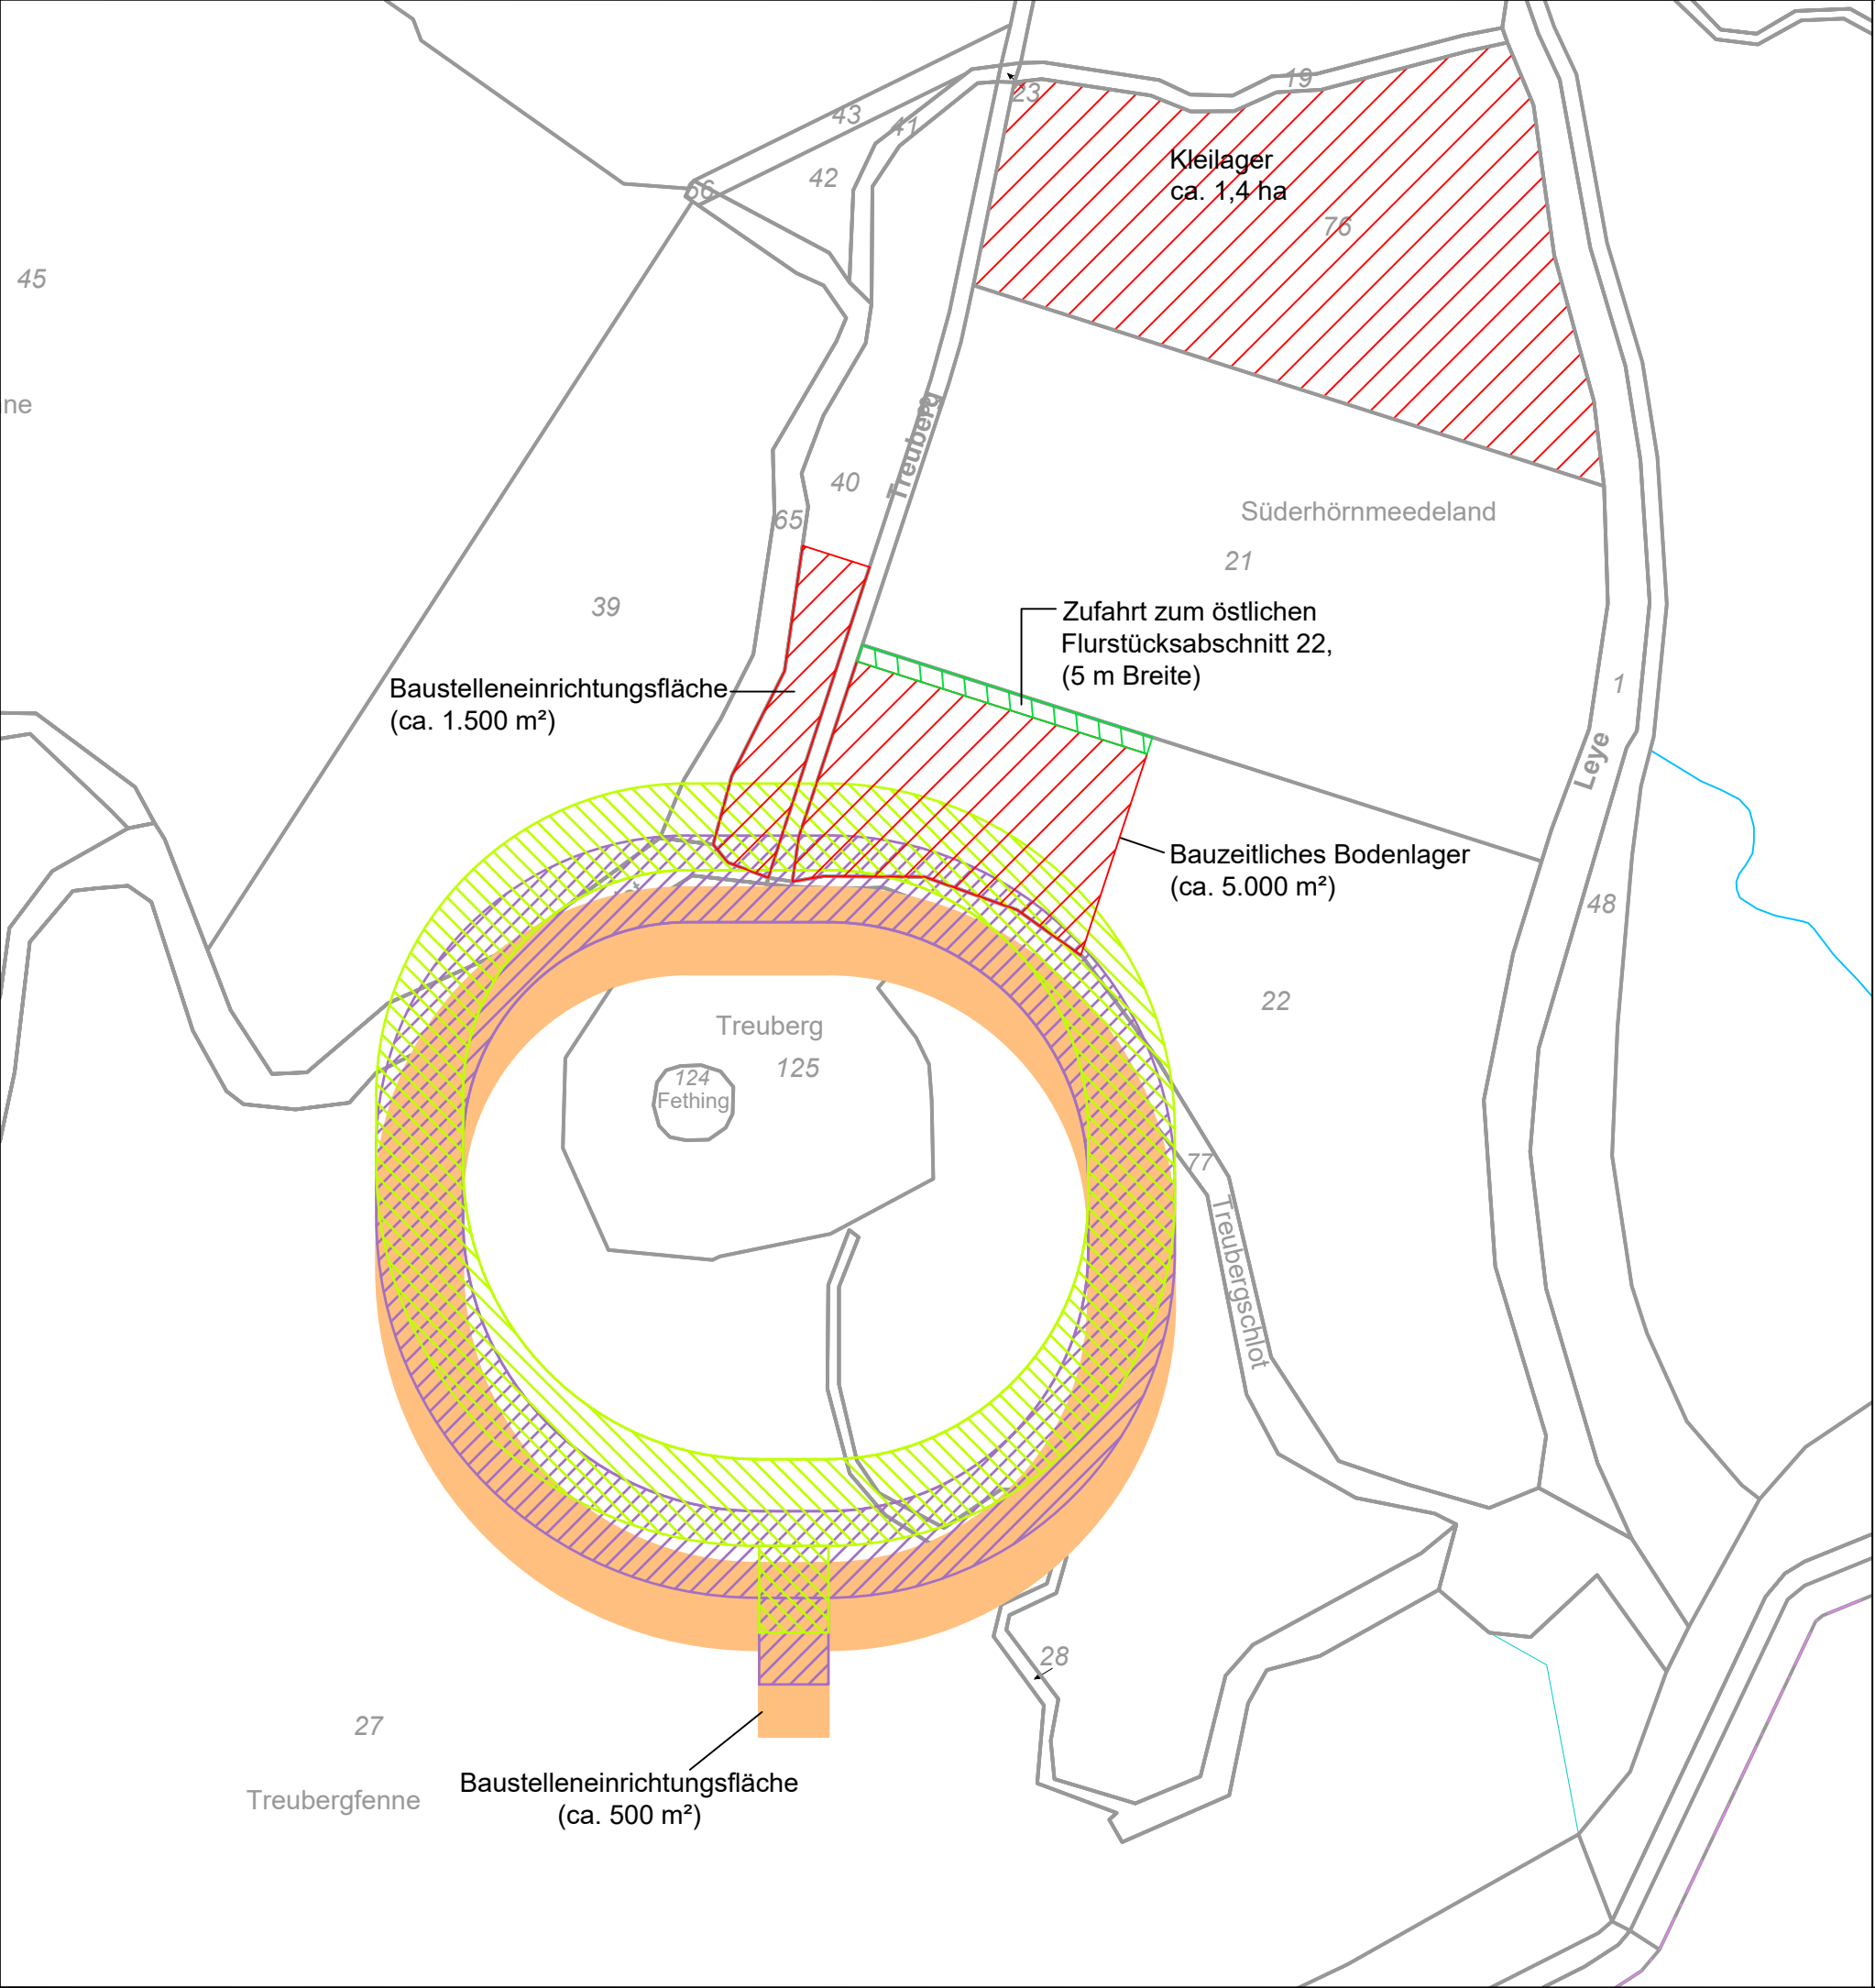 19
23
43
41
Kleilager
ca. 1,4 ha
42
66
76
45
ne
Treuberg
40
65
Süderhörnmeedeland
21
39
Zufahrt zum östlichen
Flurstücksabschnitt 22,
(5 m Breite)
Baustelleneinrichtungsfläche
(ca. 1.500 m²)
1
Leye
Bauzeitliches Bodenlager
(ca. 5.000 m²)
48
22
Treuberg
125
124
Fething
77
Treubergschlot
28
27
Baustelleneinrichtungsfläche
(ca. 500 m²)
Treubergfenne